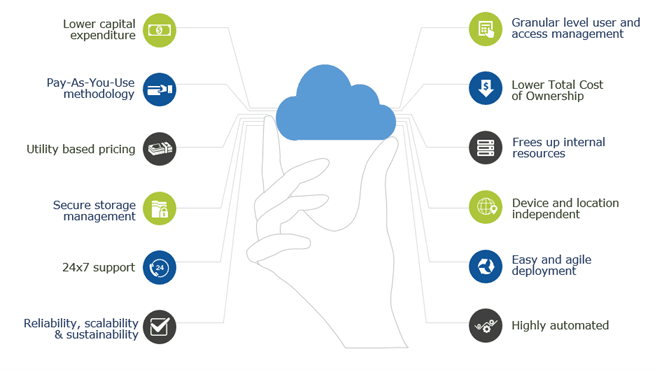 Lower capital
expenditure
Pay-As-You-Use
methodology
Utility based pricing
Secure storage
management
24x7 support
24
Reliability, scalability
& sustainability
$
Granular level user and
access management
$
Lower Total Cost
of Ownership
Frees up internal
resources
Device and location
independent
Easy and agile
deployment
Highly automated